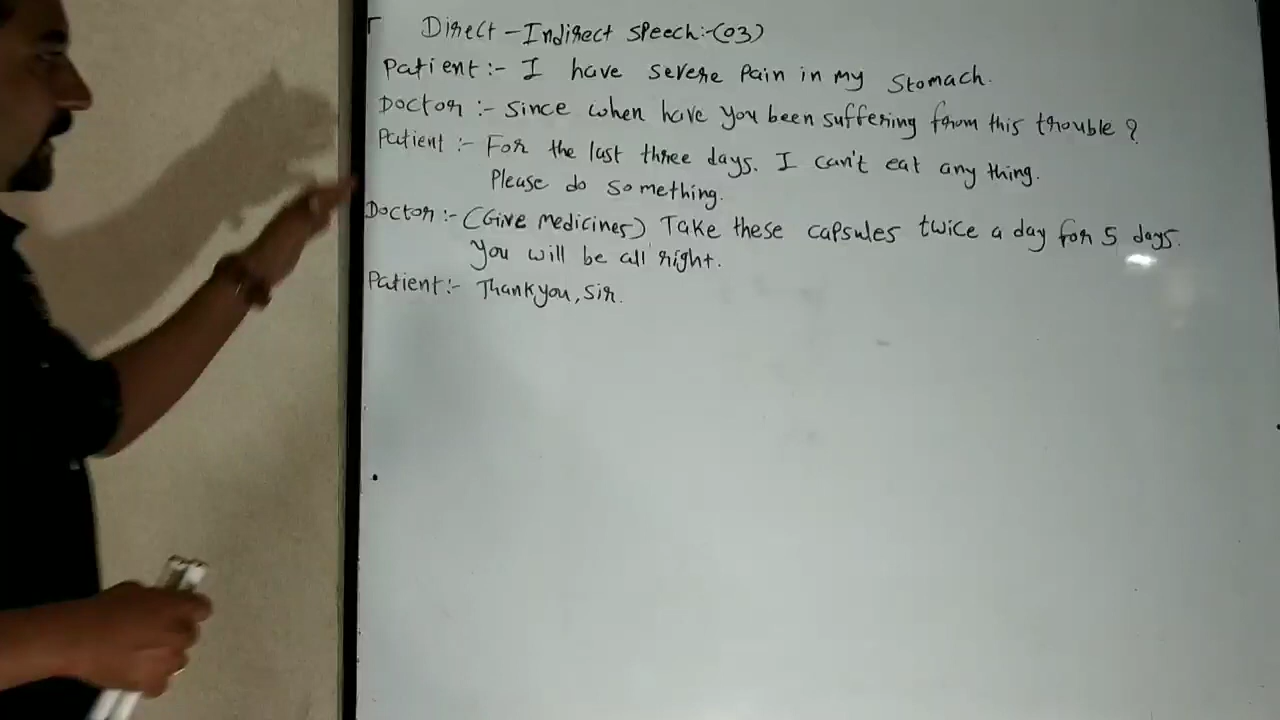 Direct - Indirect Speech:-(03)
Patient :- I have severe pain in my stomach.
Doctor :- Since when have you been suffering from this trouble ?
Patient :- For the last three days. I can't eat any thing.
Please do something.
Doctor :- (Give medicines) Take these capsules twice a day for 5 days.
You will be all right.
Patient :- Thankyou, Sir.